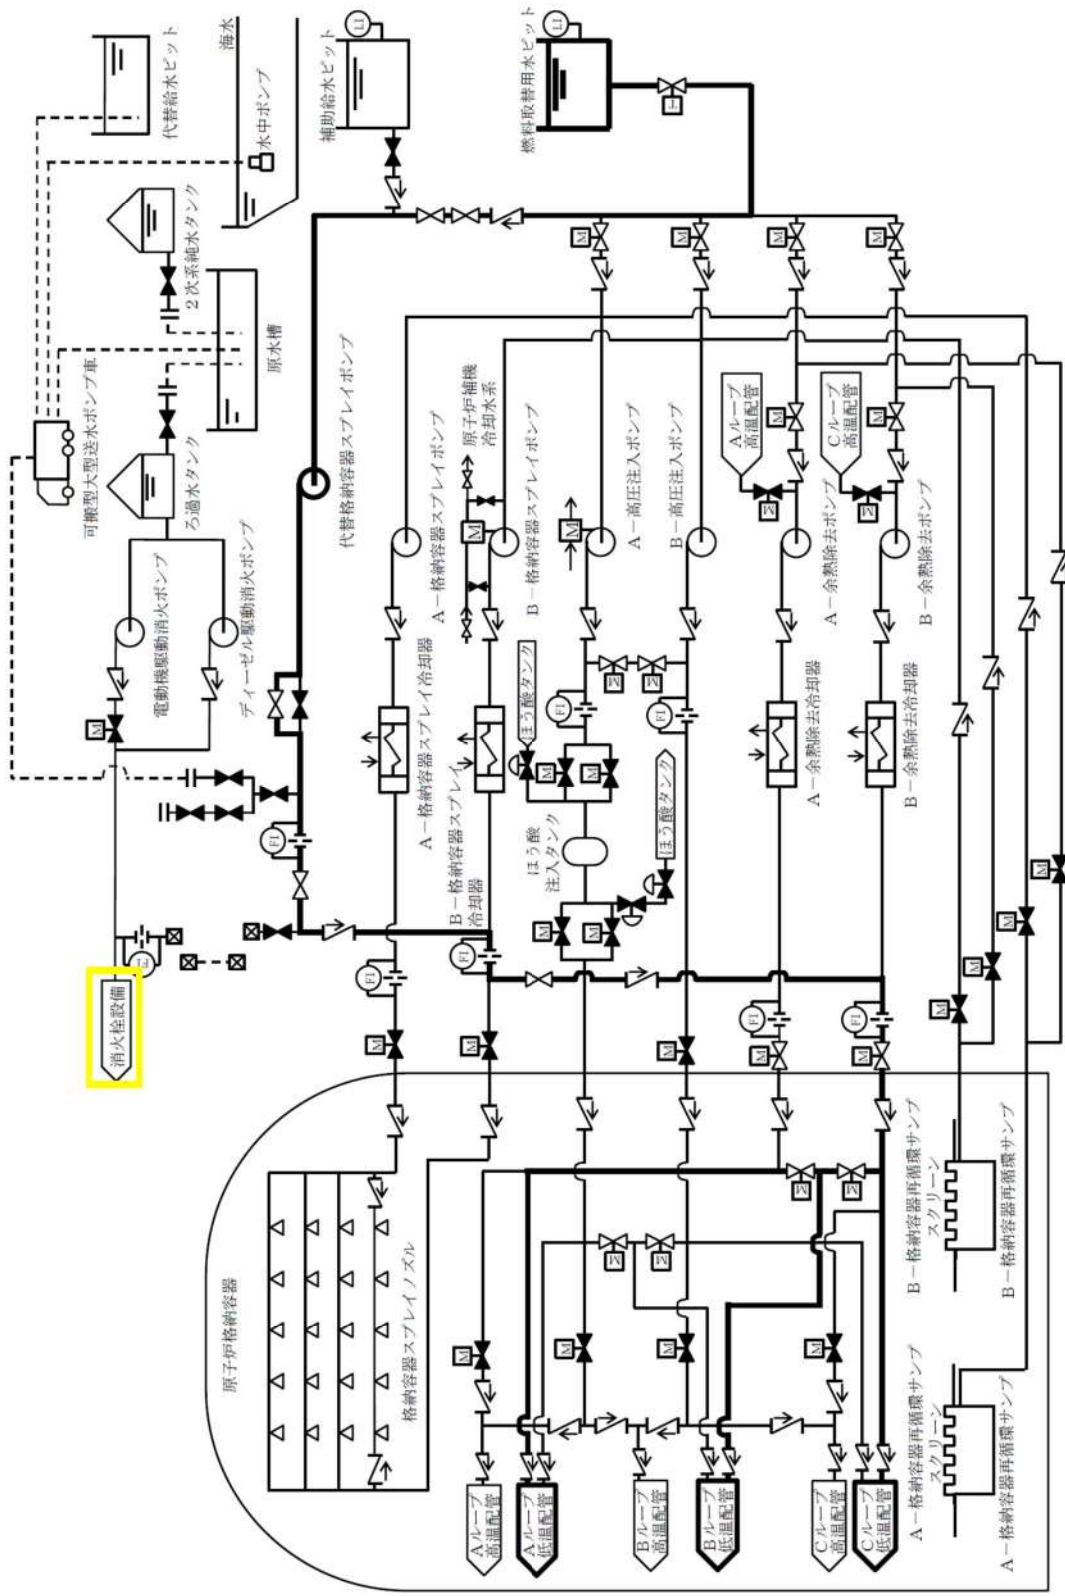 代替給水ピット
海水
水中ポンプ
補助給水ピット
LI
燃料取替用水ピット
LI
H
2次系純水タンク
原水槽
可搬型大型送水ポンプ車
ろ過水タンク
電動機駆動消火ポンプ
ディーゼル駆動消火ポンプ
M
消火栓設備
FI
FI
代替格納容器スプレイポンプ
A-格納容器スプレイポンプ
原子炉補機
冷却水系
M
B-格納容器スプレイポンプ
M
A-高圧注入ポンプ
B-高圧注入ポンプ
M
M
M
M
Aループ
高温配管
M
M
Cループ
高温配管
M
M
A-余熱除去ポンプ
B-余熱除去ポンプ
A-格納容器スプレイ冷却器
B-格納容器スプレイ
冷却器
ほう酸タンク
FI
M
M
FI
M
M
ほう酸
注入タンク
ほう酸タンク
M
M
A-余熱除去冷却器
B-余熱除去冷却器
FI
FI
FI
FI
M
M
M
M
M
M
M
M
M
原子炉格納容器
格納容器スプレイノズル
M
M
M
M
M
M
M
M
Aループ
高温配管
Aループ
低温配管
Bループ
高温配管
Bループ
低温配管
Cループ
高温配管
Cループ
低温配管
B-格納容器再循環サンプ
スクリーン
B-格納容器再循環サンプ
A-格納容器再循環サンプ
スクリーン
A-格納容器再循環サンプ